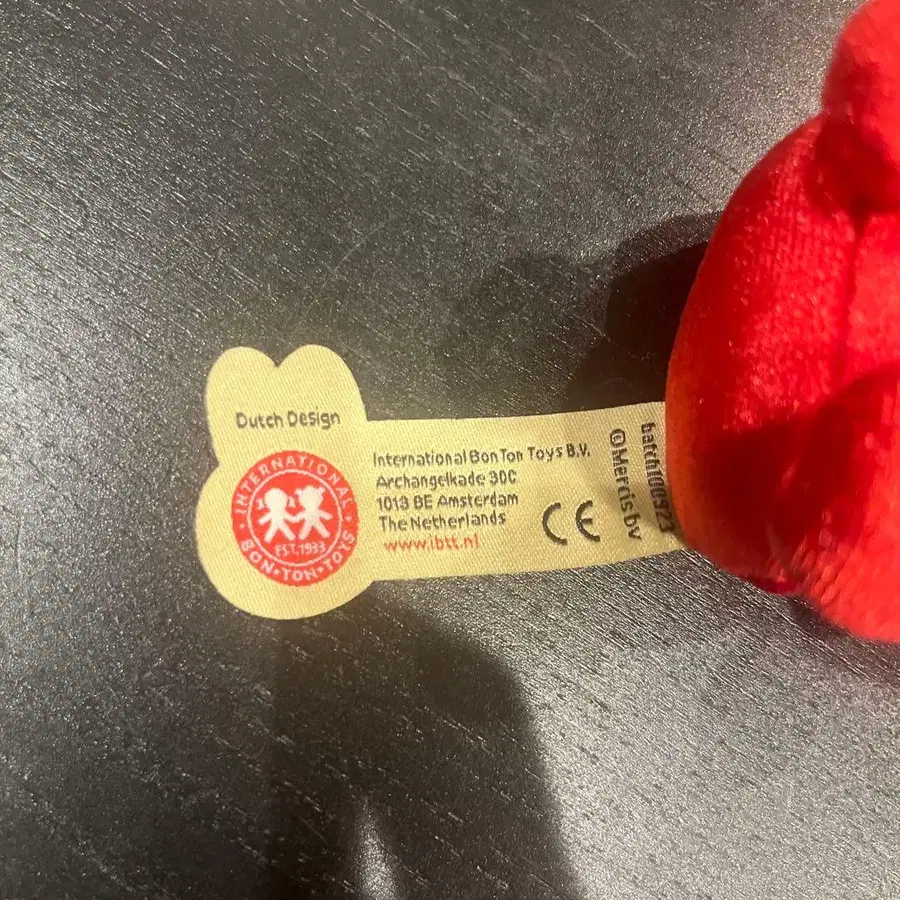 Dutch Design
INTERNATIONAL
EST. 1933
BON•TON•TOYS
International Bon Ton Toys B.V.
Archangelkade 30C
1013 BE Amsterdam
The Netherlands
www.ibtt.nl
CE
©Mercis bv
batch100923